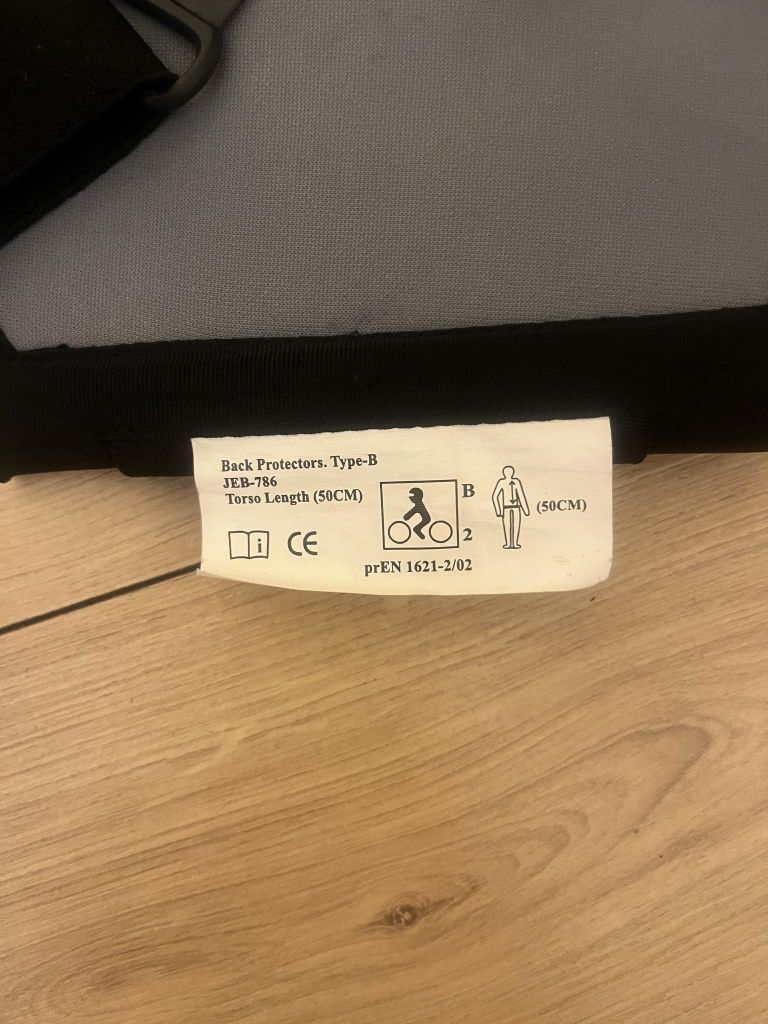 Back Protectors. Type-B
JEB-786
Torso Length (50CM)
i CE
B
2
(50CM)
prEN 1621-2/02